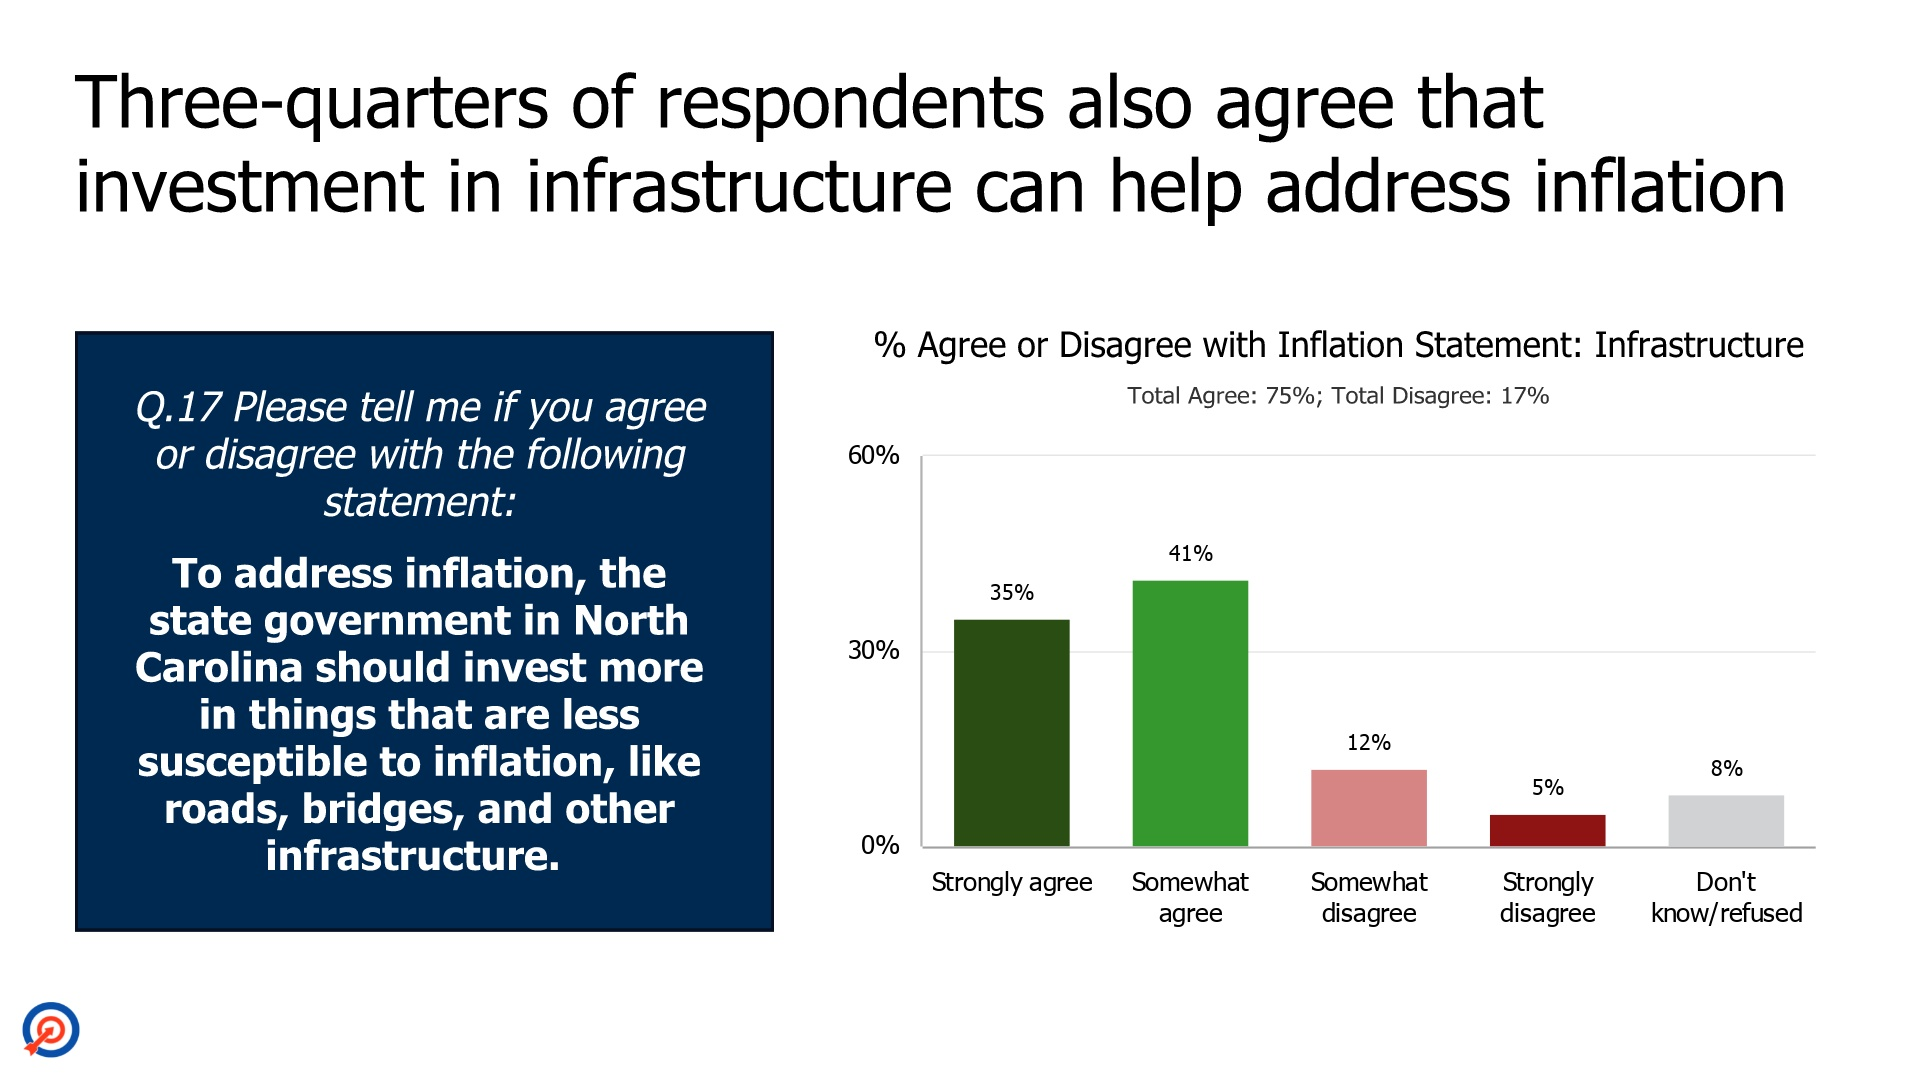 Three-quarters of respondents also agree that
investment in infrastructure can help address inflation
Q.17 Please tell me if you agree
or disagree with the following
statement:
To address inflation, the
state government in North
Carolina should invest more
in things that are less
susceptible to inflation, like
roads, bridges, and other
infrastructure.
% Agree or Disagree with Inflation Statement: Infrastructure
Total Agree: 75%; Total Disagree: 17%
60%
30%
0%
35%
41%
12%
5%
8%
Strongly agree
Somewhat
agree
Somewhat
disagree
Strongly
disagree
Don't
know/refused